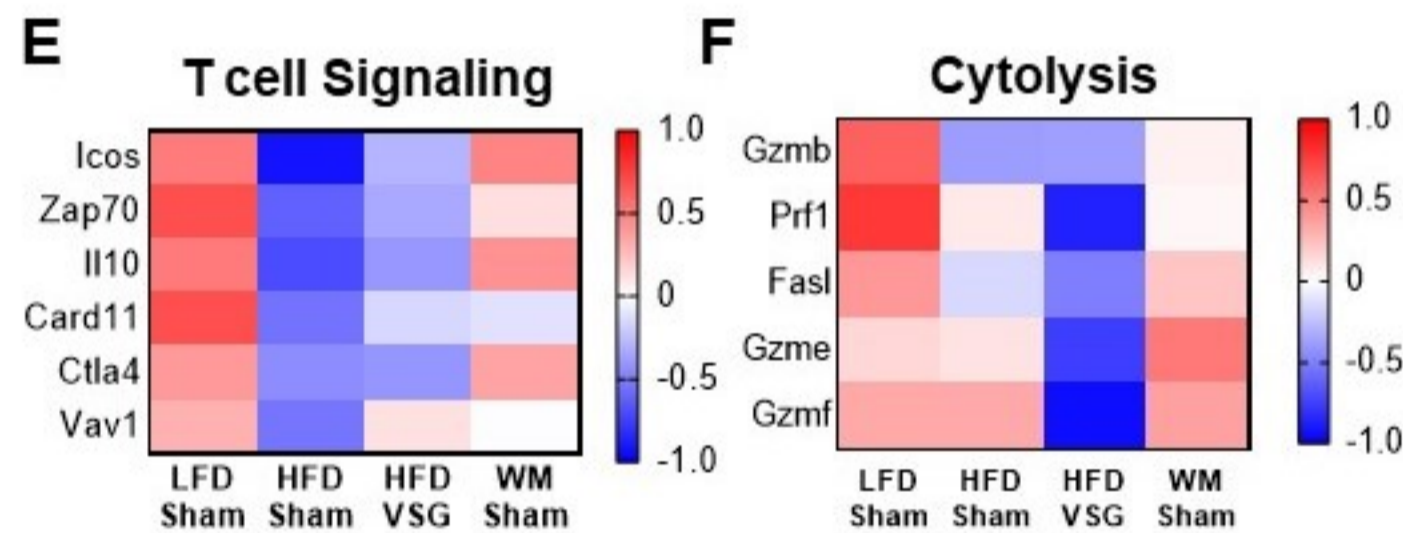 E
T cell Signaling
Icos
Zap70
Il10
Card11
Ctla4
Vav1
1.0
0.5
0
-0.5
-1.0
LFD HFD HFD WM
Sham Sham VSG Sham
F
Cytolysis
Gzmb
Prf1
Fasl
Gzme
Gzmf
1.0
0.5
0
-0.5
-1.0
LFD HFD HFD WM
Sham Sham VSG Sham